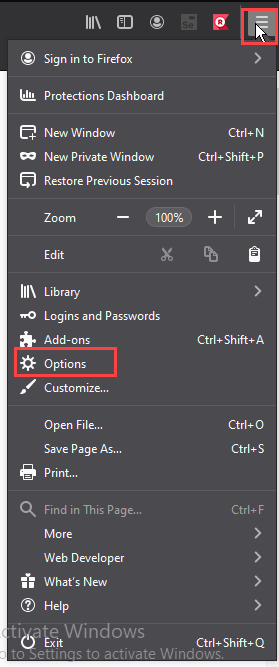 Se
R
Sign in to Firefox
Protections Dashboard
New Window Ctrl+N
New Private Window Ctrl+Shift+P
Restore Previous Session
Zoom 100%
Edit
Library
Logins and Passwords
Add-ons Ctrl+Shift+A
Options
Customize...
Open File... Ctrl+O
Save Page As... Ctrl+S
Print...
Find in This Page... Ctrl+F
More
Web Developer
What's New
Help
Activate Windows
Exit Ctrl+Shift+Q
Go to Settings to activate Windows.